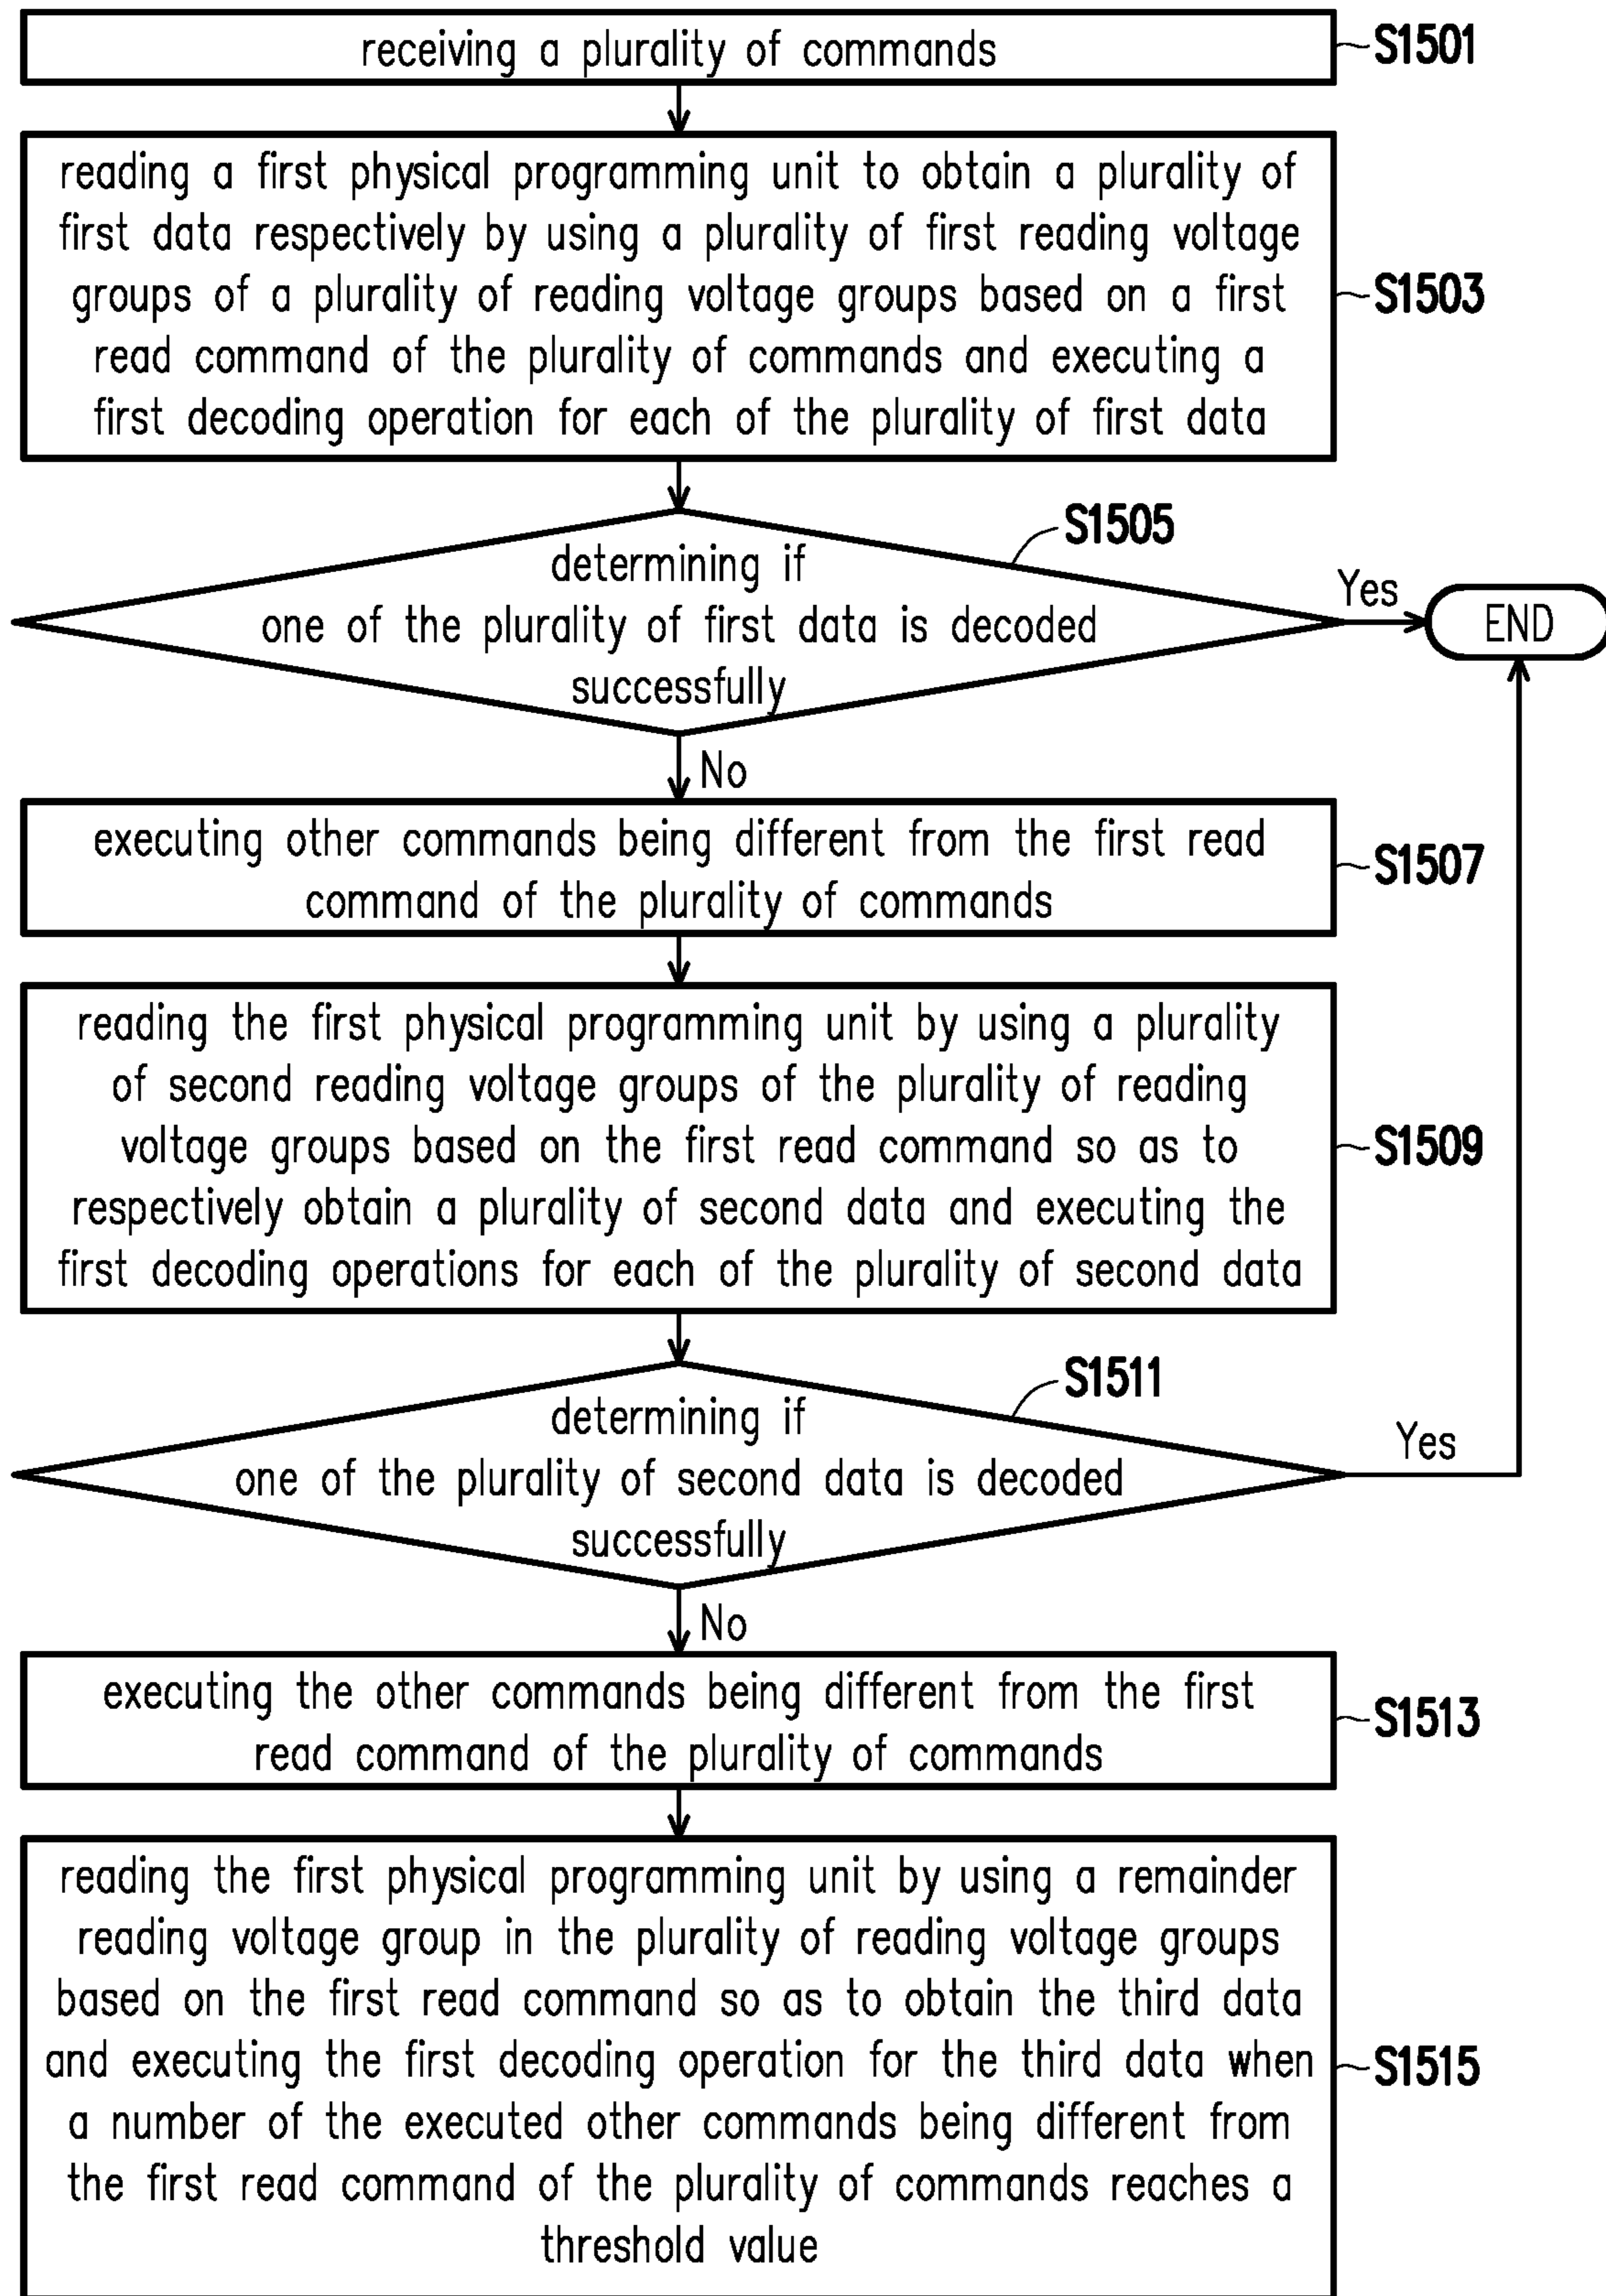 receiving a plurality of commands
S1501
reading a first physical programming unit to obtain a plurality of
first data respectively by using a plurality of first reading voltage
groups of a plurality of reading voltage groups based on a first
read command of the plurality of commands and executing a
first decoding operation for each of the plurality of first data
S1503
S1505
determining if
one of the plurality of first data is decoded
successfully
Yes
END
No
executing other commands being different from the first read
command of the plurality of commands
S1507
reading the first physical programming unit by using a plurality
of second reading voltage groups of the plurality of reading
voltage groups based on the first read command so as to
respectively obtain a plurality of second data and executing the
first decoding operations for each of the plurality of second data
S1509
S1511
determining if
one of the plurality of second data is decoded
successfully
Yes
No
executing the other commands being different from the first
read command of the plurality of commands
S1513
reading the first physical programming unit by using a remainder
reading voltage group in the plurality of reading voltage groups
based on the first read command so as to obtain the third data
and executing the first decoding operation for the third data when
a number of the executed other commands being different from
the first read command of the plurality of commands reaches a
threshold value
S1515